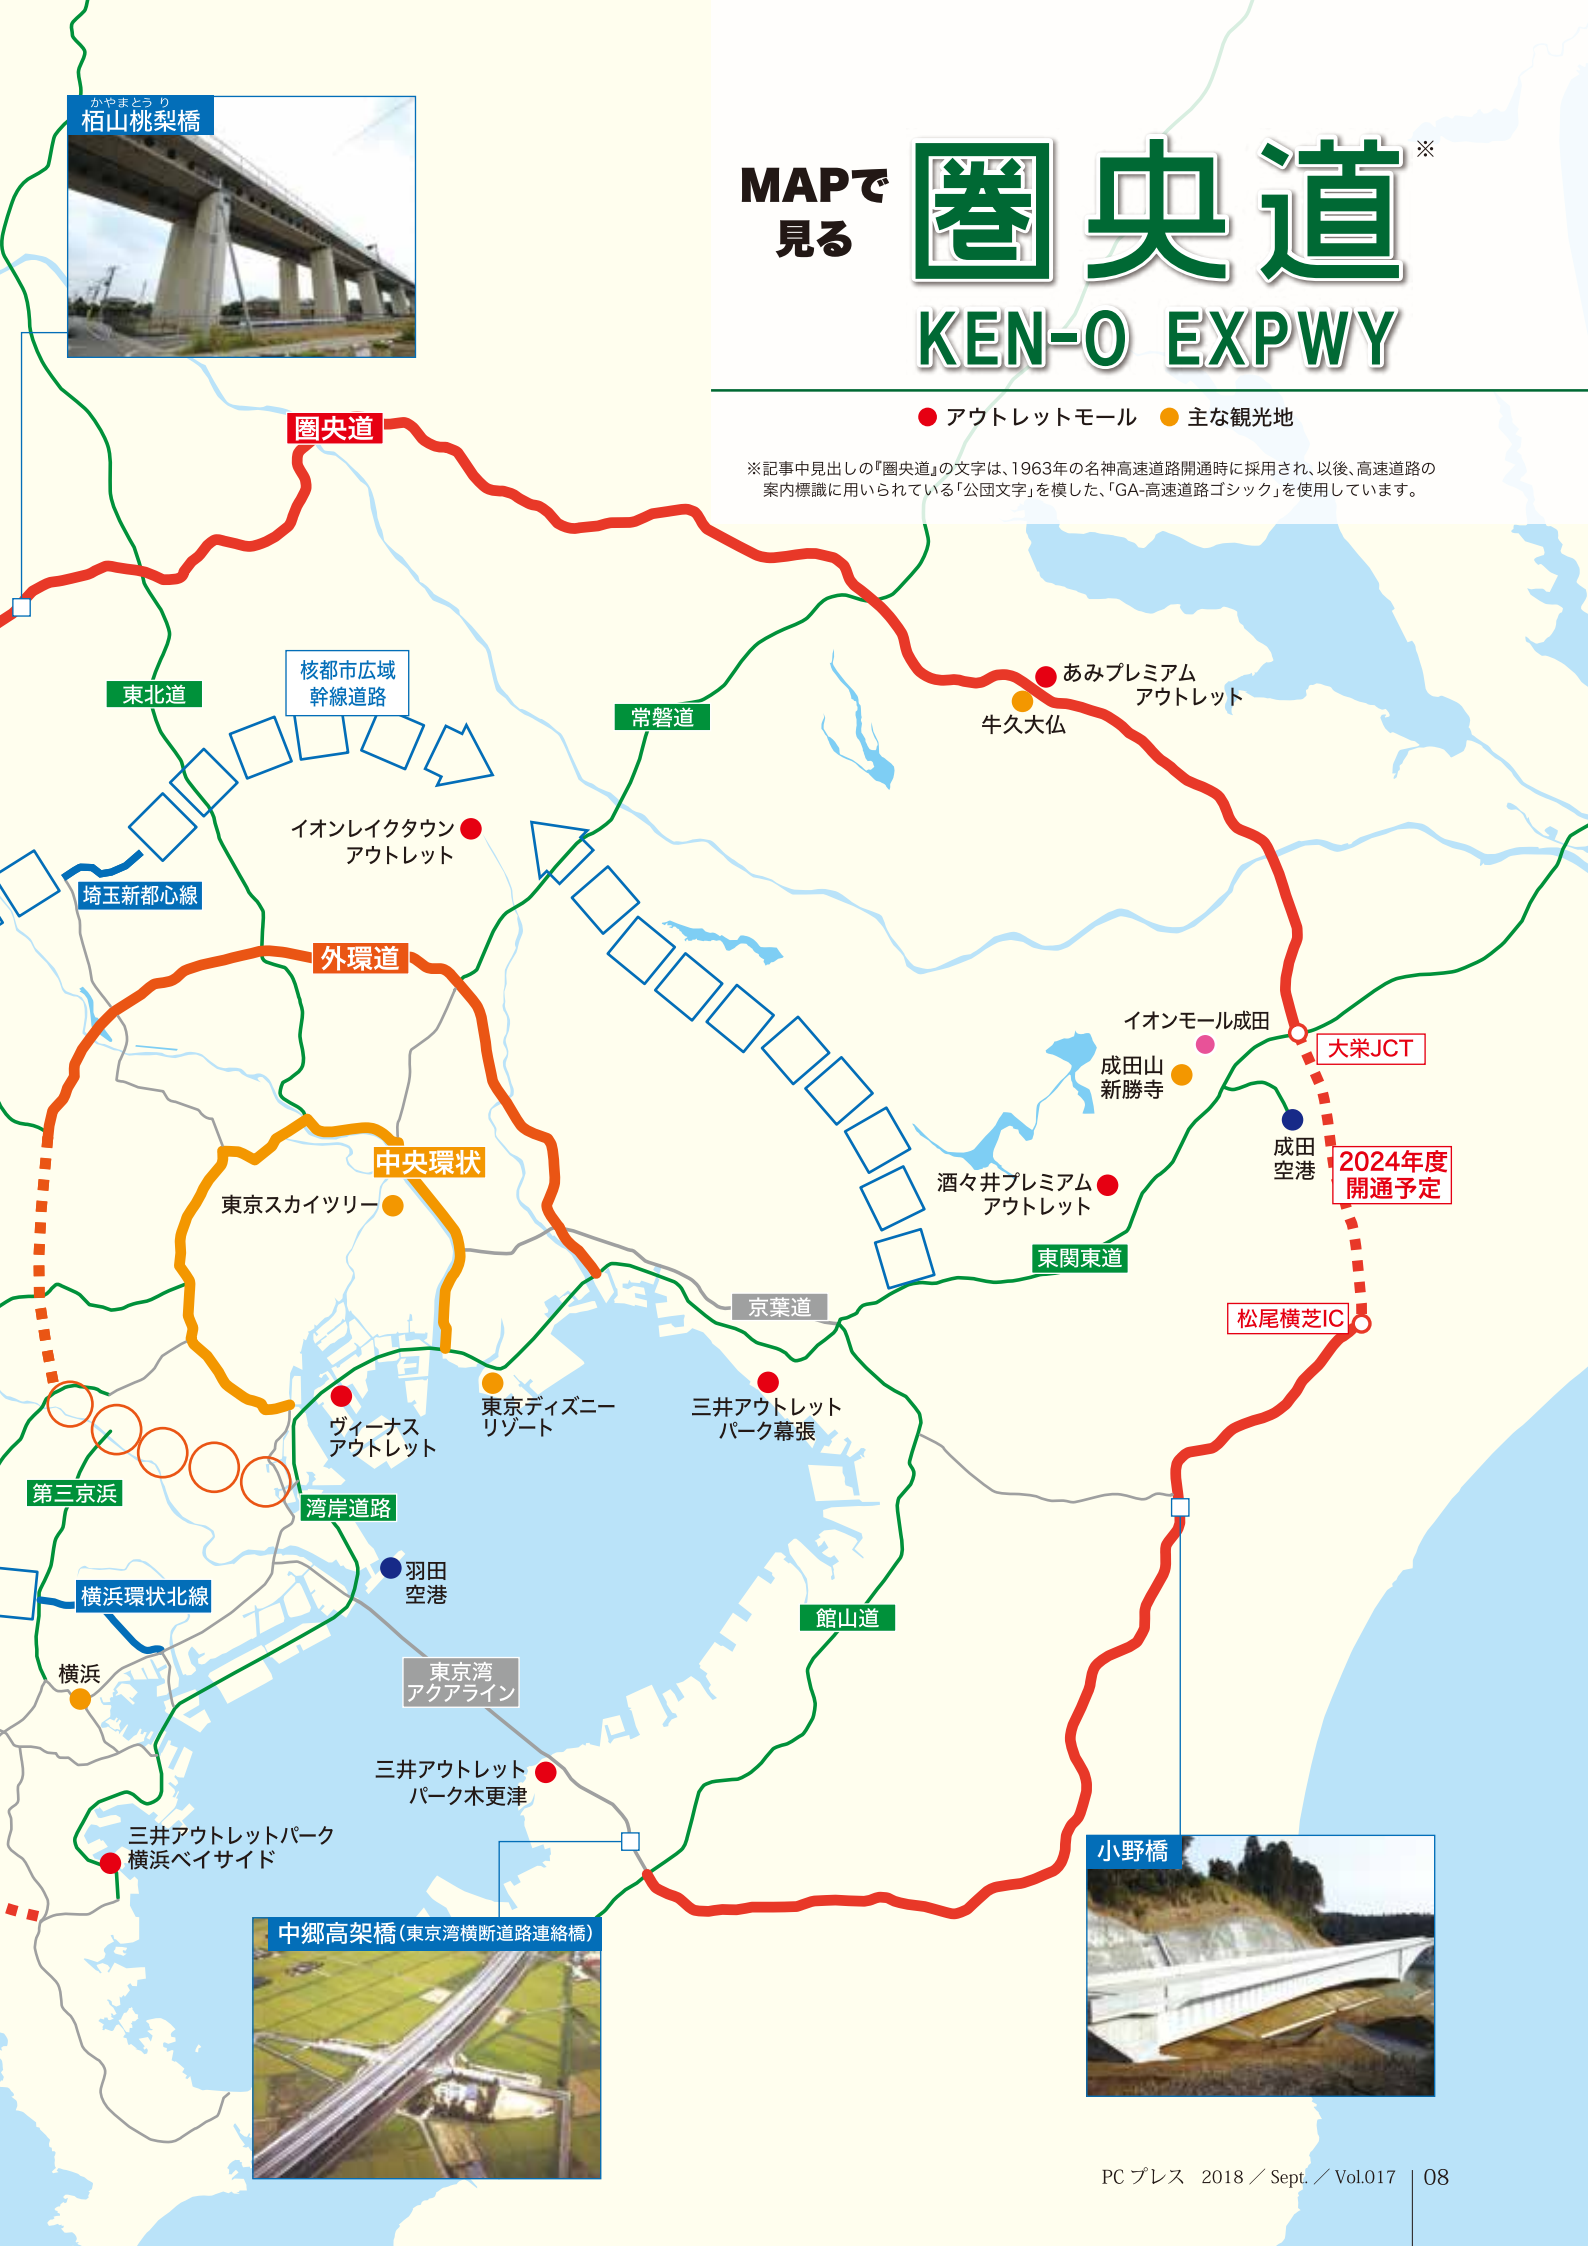 かやまとうり
栢山桃梨橋
MAPで
見る
圏央道※
KEN-O EXPWY
アウトレットモール 主な観光地
※記事中見出しの『圏央道』の文字は、1963年の名神高速道路開通時に採用され、以後、高速道路の
案内標識に用いられている「公団文字」を模した、「GA-高速道路ゴシック」を使用しています。
圏央道
核都市広域
幹線道路
東北道
常磐道
あみプレミアム
アウトレット
牛久大仏
イオンレイクタウン
アウトレット
埼玉新都心線
外環道
イオンモール成田
大栄JCT
成田山
新勝寺
成田
空港
2024年度
開通予定
中央環状
東京スカイツリー
酒々井プレミアム
アウトレット
東関東道
京葉道
松尾横芝IC
東京ディズニー
リゾート
三井アウトレット
パーク幕張
ヴィーナス
アウトレット
第三京浜
湾岸道路
羽田
空港
横浜環状北線
館山道
横浜
東京湾
アクアライン
三井アウトレット
パーク木更津
三井アウトレットパーク
横浜ベイサイド
小野橋
中郷高架橋(東京湾横断道路連絡橋)
PC プレス 2018 ／ Sept. ／ Vol.017 08